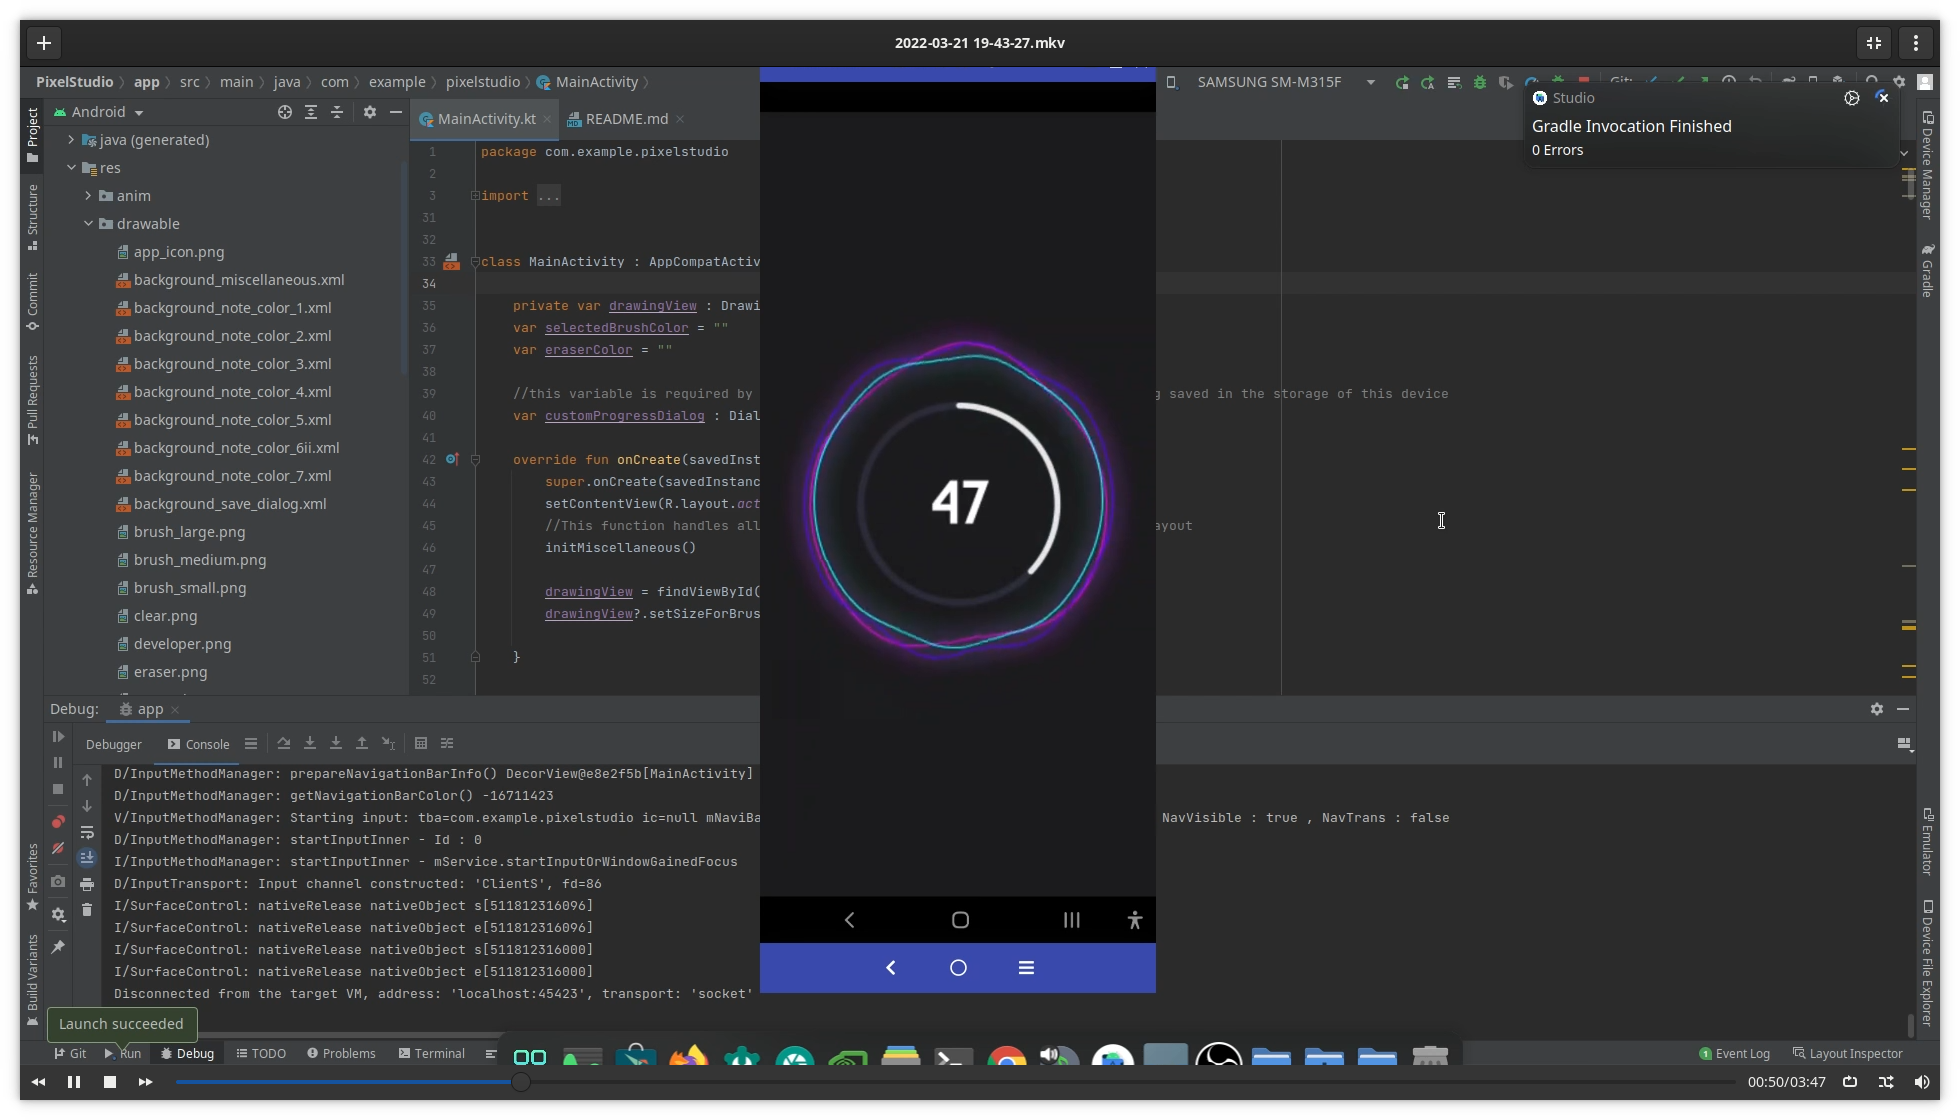 2022-03-21 19-43-27.mkv
PixelStudio app src main java com example pixelstudio MainActivity
SAMSUNG SM-M315F
Git:
Studio
Gradle Invocation Finished
0 Errors
Android
MainActivity.kt
README.md
java (generated)
res
anim
drawable
app_icon.png
background_miscellaneous.xml
background_note_color_1.xml
background_note_color_2.xml
background_note_color_3.xml
background_note_color_4.xml
background_note_color_5.xml
background_note_color_6ii.xml
background_note_color_7.xml
background_save_dialog.xml
brush_large.png
brush_medium.png
brush_small.png
clear.png
developer.png
eraser.png
Project
Structure
Commit
Pull Requests
Resource Manager
Favorites
Build Variants
1 package com.example.pixelstudio
2
3 import ...
31
32
33 class MainActivity : AppCompatActiv
34
35 private var drawingView : Drawi
36 var selectedBrushColor = ""
37 var eraserColor = ""
38
39 //this variable is required by g saved in the storage of this device
40 var customProgressDialog : Dial
41
42 override fun onCreate(savedInst
43 super.onCreate(savedInstanc
44 setContentView(R.layout.act
45 //This function handles all ayout
46 initMiscellaneous()
47
48 drawingView = findViewById(
49 drawingView?.setSizeForBrus
50
51 }
52
47
Device Manager
Gradle
Emulator
Device File Explorer
Debug: app
Debugger Console
D/InputMethodManager: prepareNavigationBarInfo() DecorView@e8e2f5b[MainActivity]
D/InputMethodManager: getNavigationBarColor() -16711423
V/InputMethodManager: Starting input: tba=com.example.pixelstudio ic=null mNaviBa NavVisible : true , NavTrans : false
D/InputMethodManager: startInputInner - Id : 0
I/InputMethodManager: startInputInner - mService.startInputOrWindowGainedFocus
D/InputTransport: Input channel constructed: 'ClientS', fd=86
I/SurfaceControl: nativeRelease nativeObject s[511812316096]
I/SurfaceControl: nativeRelease nativeObject e[511812316096]
I/SurfaceControl: nativeRelease nativeObject s[511812316000]
I/SurfaceControl: nativeRelease nativeObject e[511812316000]
Disconnected from the target VM, address: 'localhost:45423', transport: 'socket'
Launch succeeded
Git Run Debug TODO Problems Terminal
1 Event Log Layout Inspector
00:50/03:47